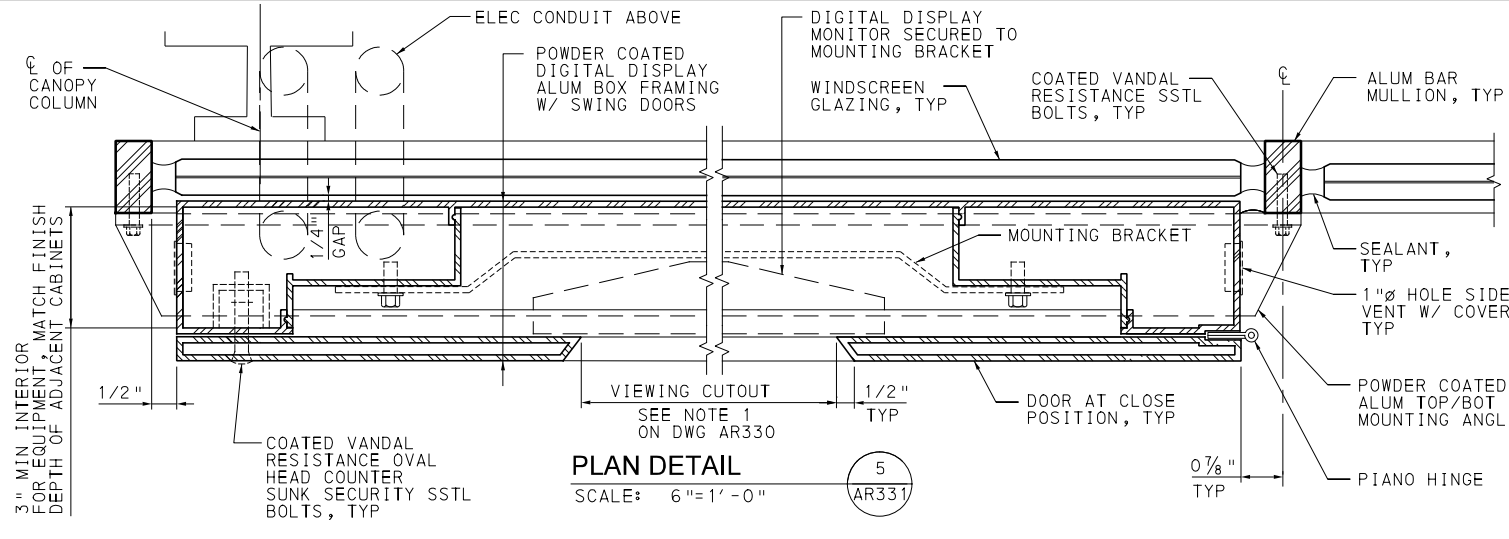 ELEC CONDUIT ABOVE
DIGITAL DISPLAY
MONITOR SECURED TO
MOUNTING BRACKET
℄ OF
CANOPY
COLUMN
POWDER COATED
DIGITAL DISPLAY
ALUM BOX FRAMING
W/ SWING DOORS
WINDSCREEN
GLAZING, TYP
COATED VANDAL
RESISTANCE SSTL
BOLTS, TYP
℄
ALUM BAR
MULLION, TYP
1/4"
GAP
MOUNTING BRACKET
SEALANT,
TYP
1"ø HOLE SIDE
VENT W/ COVER
TYP
3" MIN INTERIOR
FOR EQUIPMENT, MATCH FINISH
DEPTH OF ADJACENT CABINETS
1/2"
VIEWING CUTOUT
SEE NOTE 1
ON DWG AR330
1/2"
TYP
DOOR AT CLOSE
POSITION, TYP
POWDER COATED
ALUM TOP/BOT
MOUNTING ANGL
COATED VANDAL
RESISTANCE OVAL
HEAD COUNTER
SUNK SECURITY SSTL
BOLTS, TYP
0⅞"
TYP
PIANO HINGE
PLAN DETAIL
SCALE: 6"=1'-0"
5
AR331